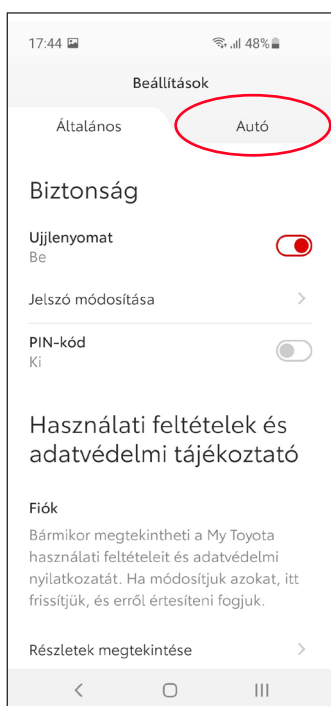 17:44 48%
Beállítások
Általános Autó
Biztonság
Ujjlenyomat
Be
Jelszó módosítása
PIN-kód
Ki
Használati feltételek és
adatvédelmi tájékoztató
Fiók
Bármikor megtekintheti a My Toyota
használati feltételeit és adatvédelmi
nyilatkozatát. Ha módosítjuk azokat, itt
frissítjük, és erről értesíteni fogjuk.
Részletek megtekintése